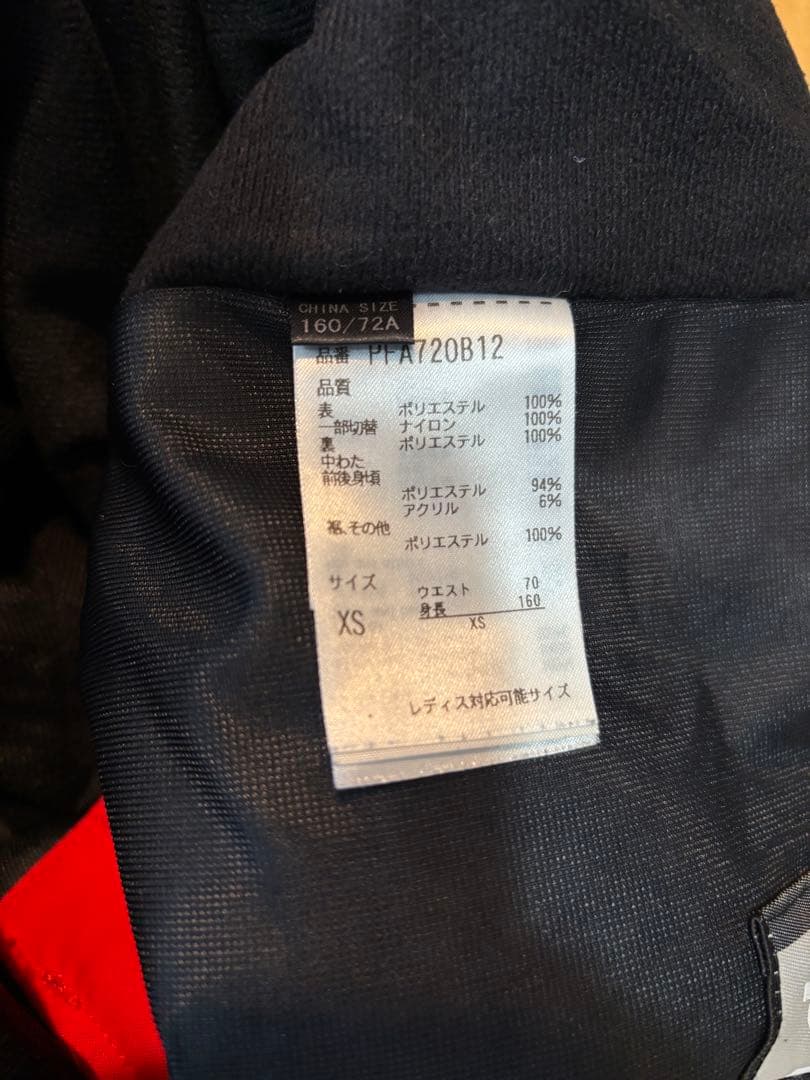 CHINA SIZE
160/72A
品番 PFA720B12
品質
表 ポリエステル 100%
一部切替 ナイロン 100%
裏 ポリエステル 100%
中わた
前後身頃
ポリエステル 94%
アクリル 6%
裾、その他 ポリエステル 100%
サイズ ウエスト 70
身長 160
XS XS
レディス対応可能サイズ